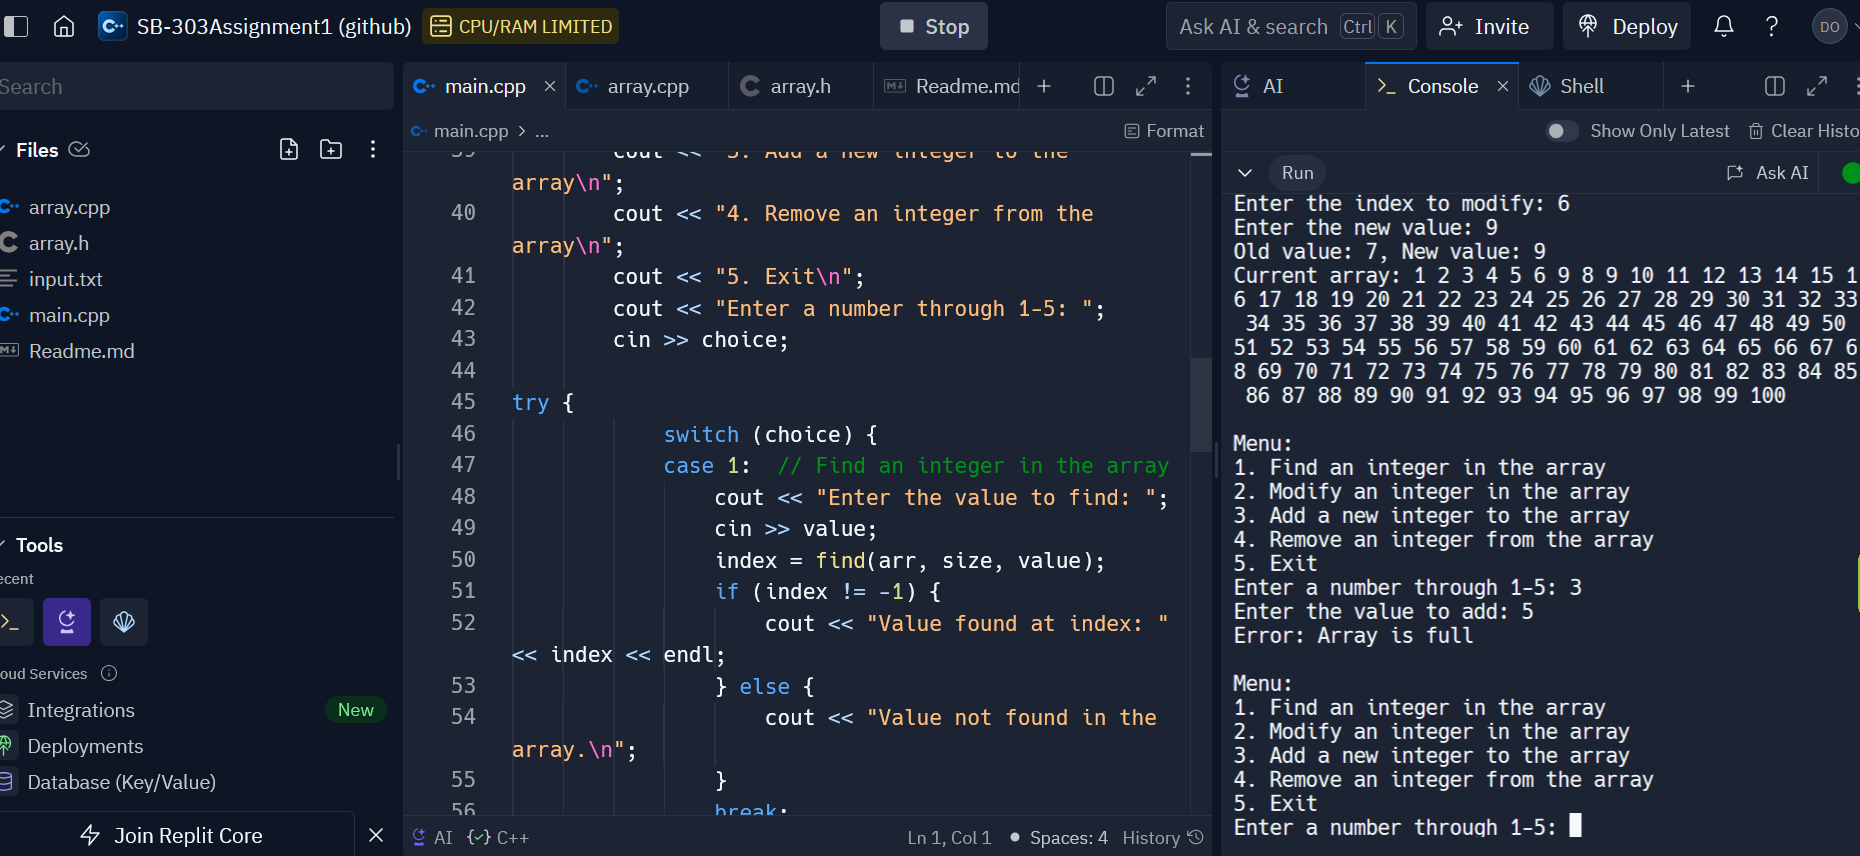 SB-303Assignment1 (github)
CPU/RAM LIMITED
Stop
Ask AI & search Ctrl K
Invite
Deploy
DO
Search
Files
array.cpp
array.h
input.txt
main.cpp
Readme.md
Tools
ecent
oud Services
Integrations New
Deployments
Database (Key/Value)
Join Replit Core
main.cpp
array.cpp
array.h
Readme.md
main.cpp > ...
Format
39 cout << "3. Add a new integer to the
array\n";
40 cout << "4. Remove an integer from the
array\n";
41 cout << "5. Exit\n";
42 cout << "Enter a number through 1-5: ";
43 cin >> choice;
44
45 try {
46 switch (choice) {
47 case 1: // Find an integer in the array
48 cout << "Enter the value to find: ";
49 cin >> value;
50 index = find(arr, size, value);
51 if (index != -1) {
52 cout << "Value found at index: "
<< index << endl;
53 } else {
54 cout << "Value not found in the
array.\n";
55 }
56 break;
AI
C++
Ln 1, Col 1
Spaces: 4
History
AI
Console
Shell
Show Only Latest
Clear Histo
Run
Ask AI
Enter the index to modify: 6
Enter the new value: 9
Old value: 7, New value: 9
Current array: 1 2 3 4 5 6 9 8 9 10 11 12 13 14 15 1
6 17 18 19 20 21 22 23 24 25 26 27 28 29 30 31 32 33
34 35 36 37 38 39 40 41 42 43 44 45 46 47 48 49 50
51 52 53 54 55 56 57 58 59 60 61 62 63 64 65 66 67 6
8 69 70 71 72 73 74 75 76 77 78 79 80 81 82 83 84 85
86 87 88 89 90 91 92 93 94 95 96 97 98 99 100
Menu:
1. Find an integer in the array
2. Modify an integer in the array
3. Add a new integer to the array
4. Remove an integer from the array
5. Exit
Enter a number through 1-5: 3
Enter the value to add: 5
Error: Array is full
Menu:
1. Find an integer in the array
2. Modify an integer in the array
3. Add a new integer to the array
4. Remove an integer from the array
5. Exit
Enter a number through 1-5: